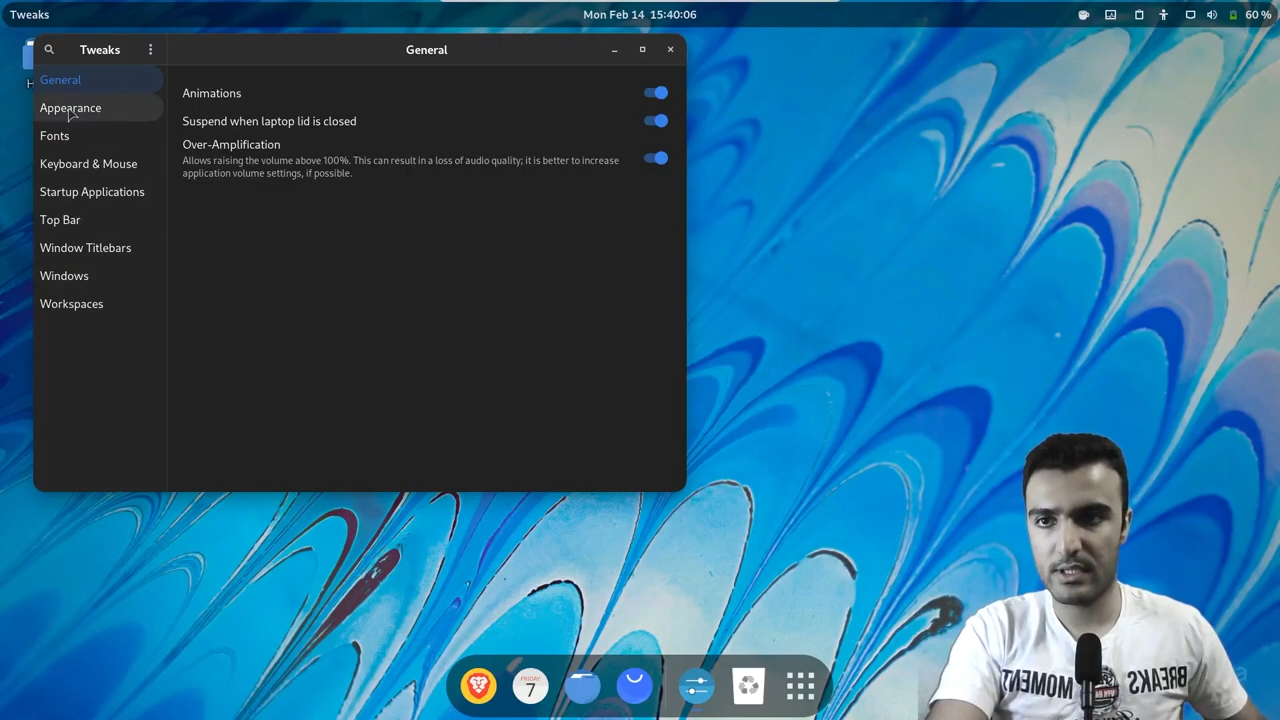 Tweaks
Mon Feb 14 15:40:06
60 %
Tweaks
General
H
General
Appearance
Fonts
Keyboard & Mouse
Startup Applications
Top Bar
Window Titlebars
Windows
Workspaces
Animations
Suspend when laptop lid is closed
Over-Amplification
Allows raising the volume above 100%. This can result in a loss of audio quality; it is better to increase
application volume settings, if possible.
FRIDAY
7
MOMENT
BREAKS